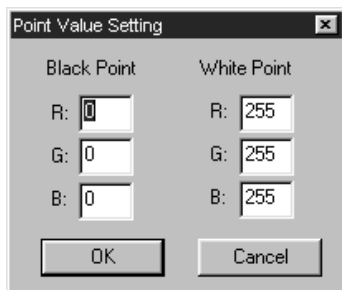 Point Value Setting
Black Point White Point
R: 0 R: 255
G: 0 G: 255
B: 0 B: 255
OK Cancel